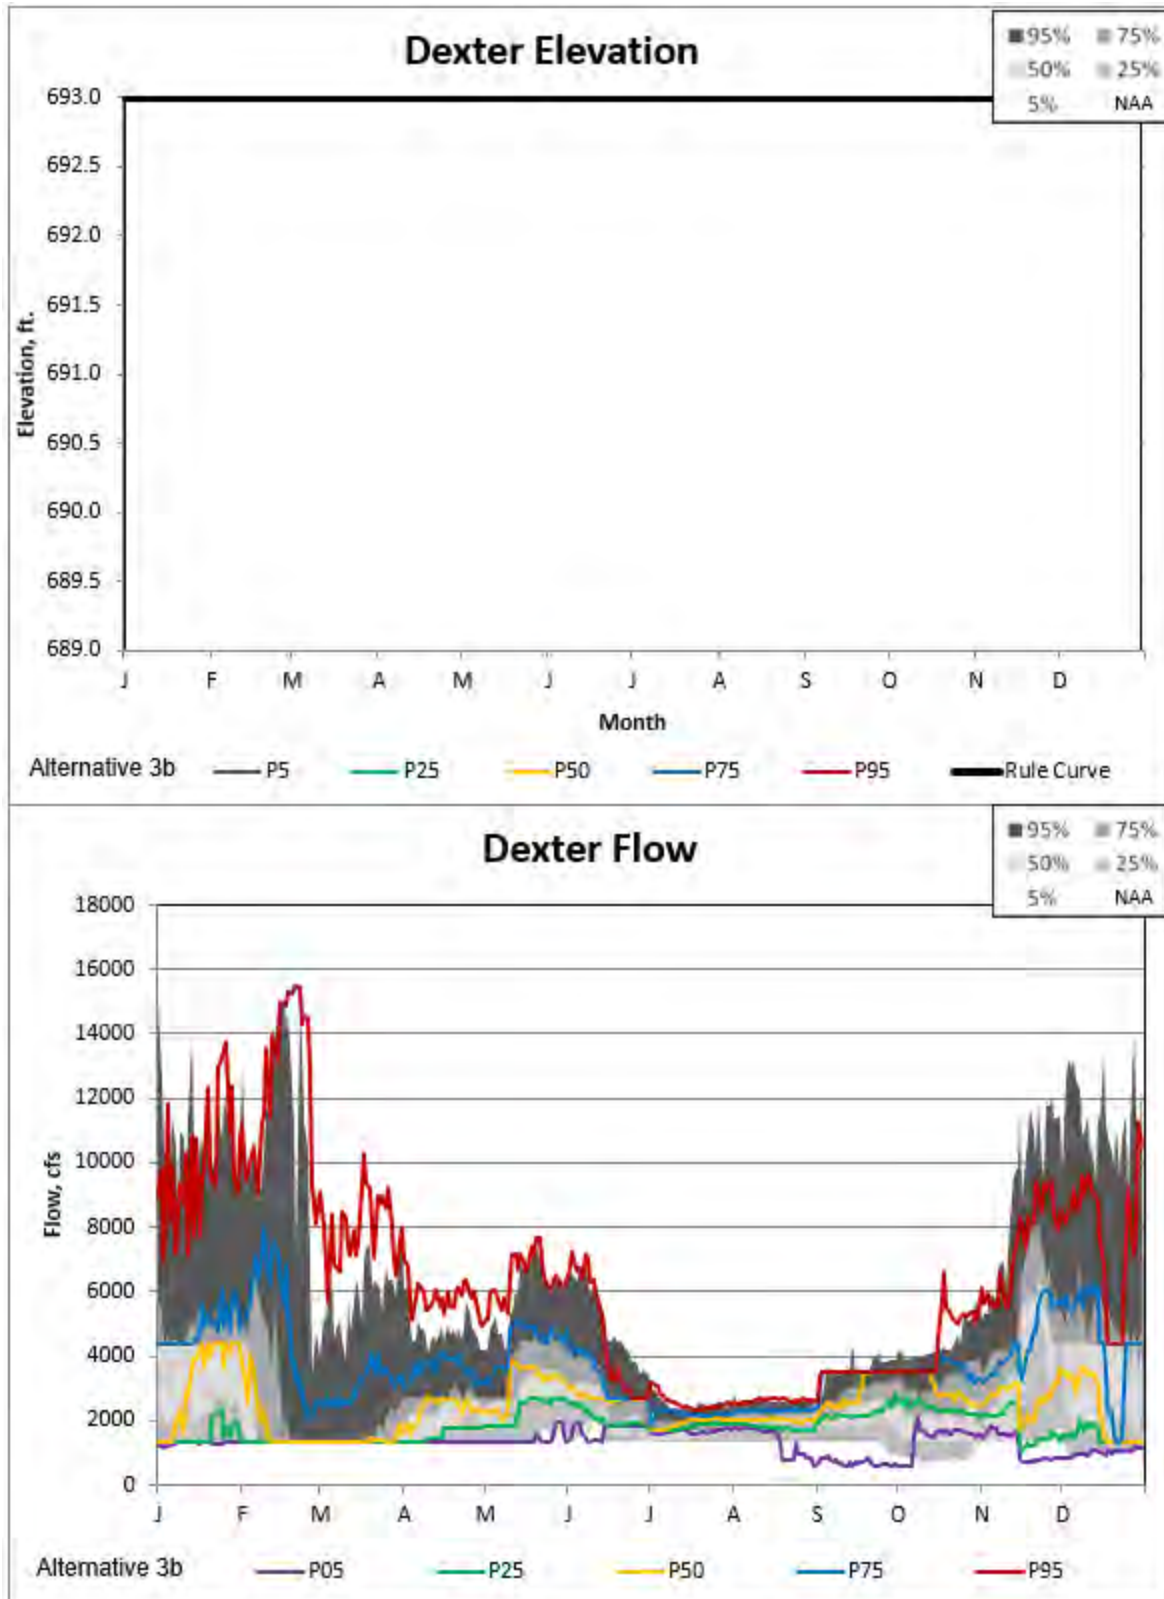 Dexter Elevation
95% 75%
50% 25%
5% NAA
693.0
692.5
692.0
691.5
691.0
690.5
690.0
689.5
689.0
Elevation, ft.
J F M A M J J A S O N D
Month
Alternative 3b P5 P25 P50 P75 P95 Rule Curve
Dexter Flow
95% 75%
50% 25%
5% NAA
18000
16000
14000
12000
10000
8000
6000
4000
2000
0
Flow, cfs
J F M A M J J A S O N D
Alternative 3b P05 P25 P50 P75 P95